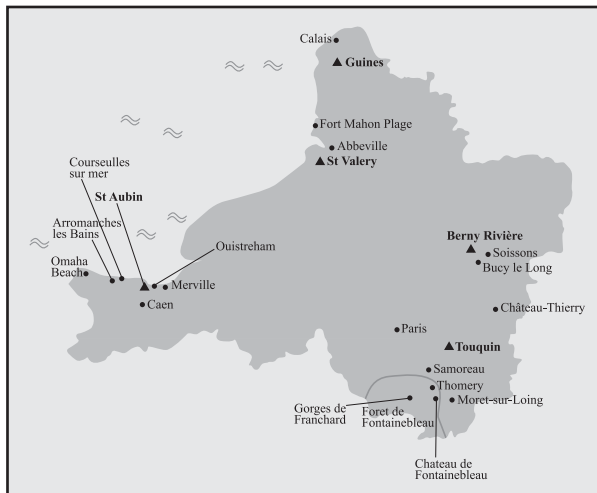 Calais
Guines
Fort Mahon Plage
Abbeville
St Valery
Courseulles
sur mer
St Aubin
Arromanches
les Bains
Omaha
Beach
Ouistreham
Merville
Caen
Berny Rivière
Soissons
Bucy le Long
Château-Thierry
Paris
Touquin
Samoreau
Thomery
Moret-sur-Loing
Gorges de
Franchard
Foret de
Fontainebleau
Chateau de
Fontainebleau